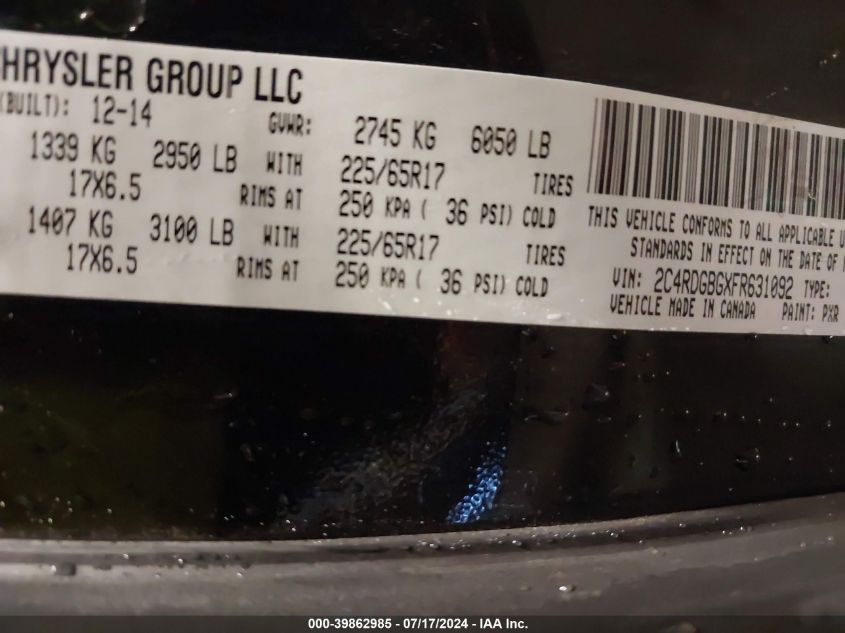 HRYSLER GROUP LLC
(BUILT): 12-14 GVWR: 2745 KG 6050 LB
1339 KG 2950 LB WITH 225/65R17 TIRES
17X6.5 RIMS AT 250 KPA ( 36 PSI) COLD
1407 KG 3100 LB WITH 225/65R17 TIRES
17X6.5 RIMS AT 250 KPA ( 36 PSI) COLD
THIS VEHICLE CONFORMS TO ALL APPLICABLE U
STANDARDS IN EFFECT ON THE DATE OF
VIN: 2C4RDGBGXFR631092 TYPE:
VEHICLE MADE IN CANADA PAINT: PXR
000-39862985 / 07/17/2024 - IAA Inc.